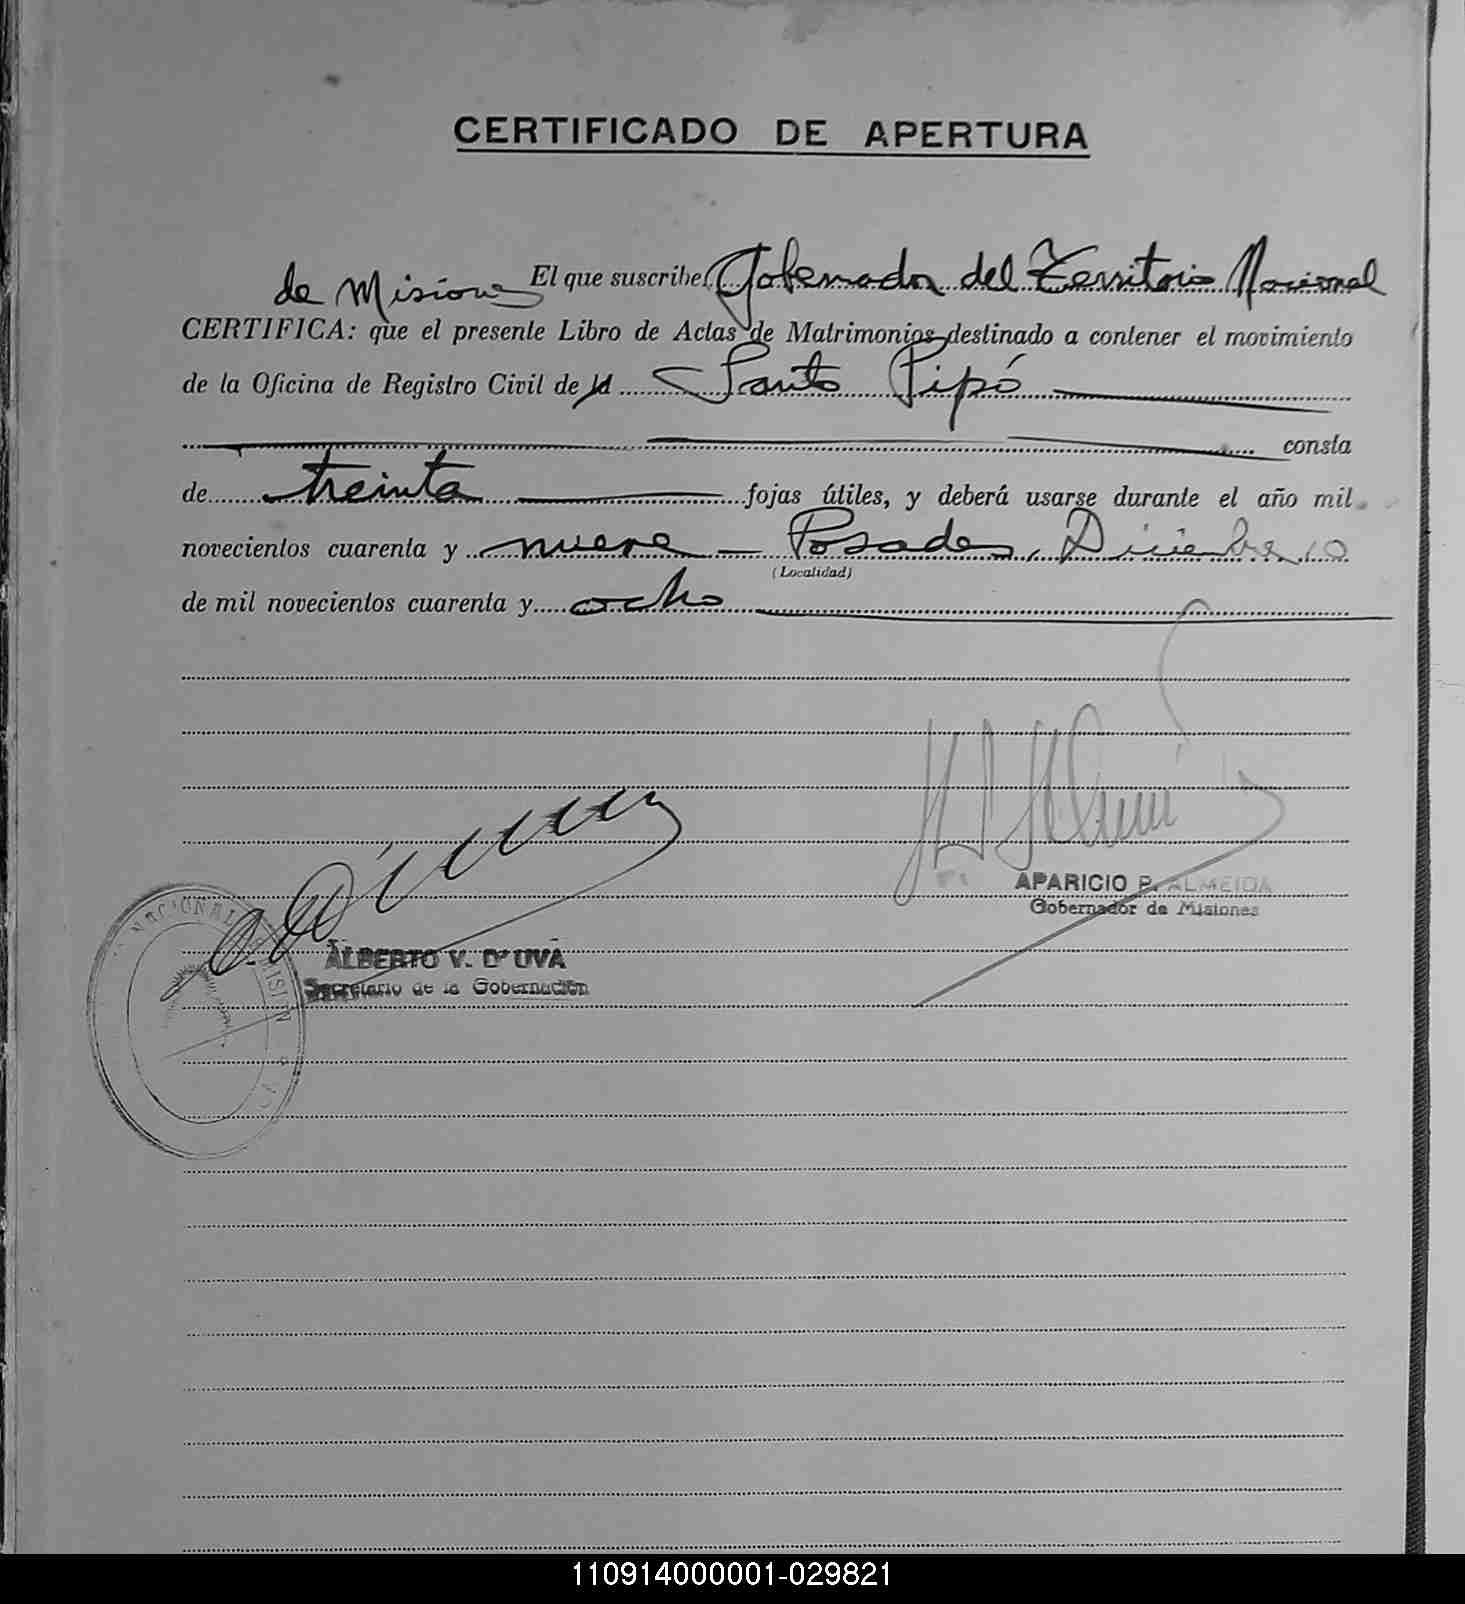 CERTIFICADO DE APERTURA
El que suscribe Gobernador del Territorio Nacional
de Misiones
CERTIFICA: que el presente Libro de Actas de Matrimonios destinado a contener el movimiento
de la Oficina de Registro Civil de la Santo Pipó
consta
de treinta fojas útiles, y deberá usarse durante el año mil
novecientos cuarenta y nueve - Posadas, Diciembre 10
(Localidad)
de mil novecientos cuarenta y ocho
APARICIO P. ALMEIDA
Gobernador de Misiones
ALBERTO V. D'UVA
Secretario de la Gobernación
NACIONAL
110914000001-029821